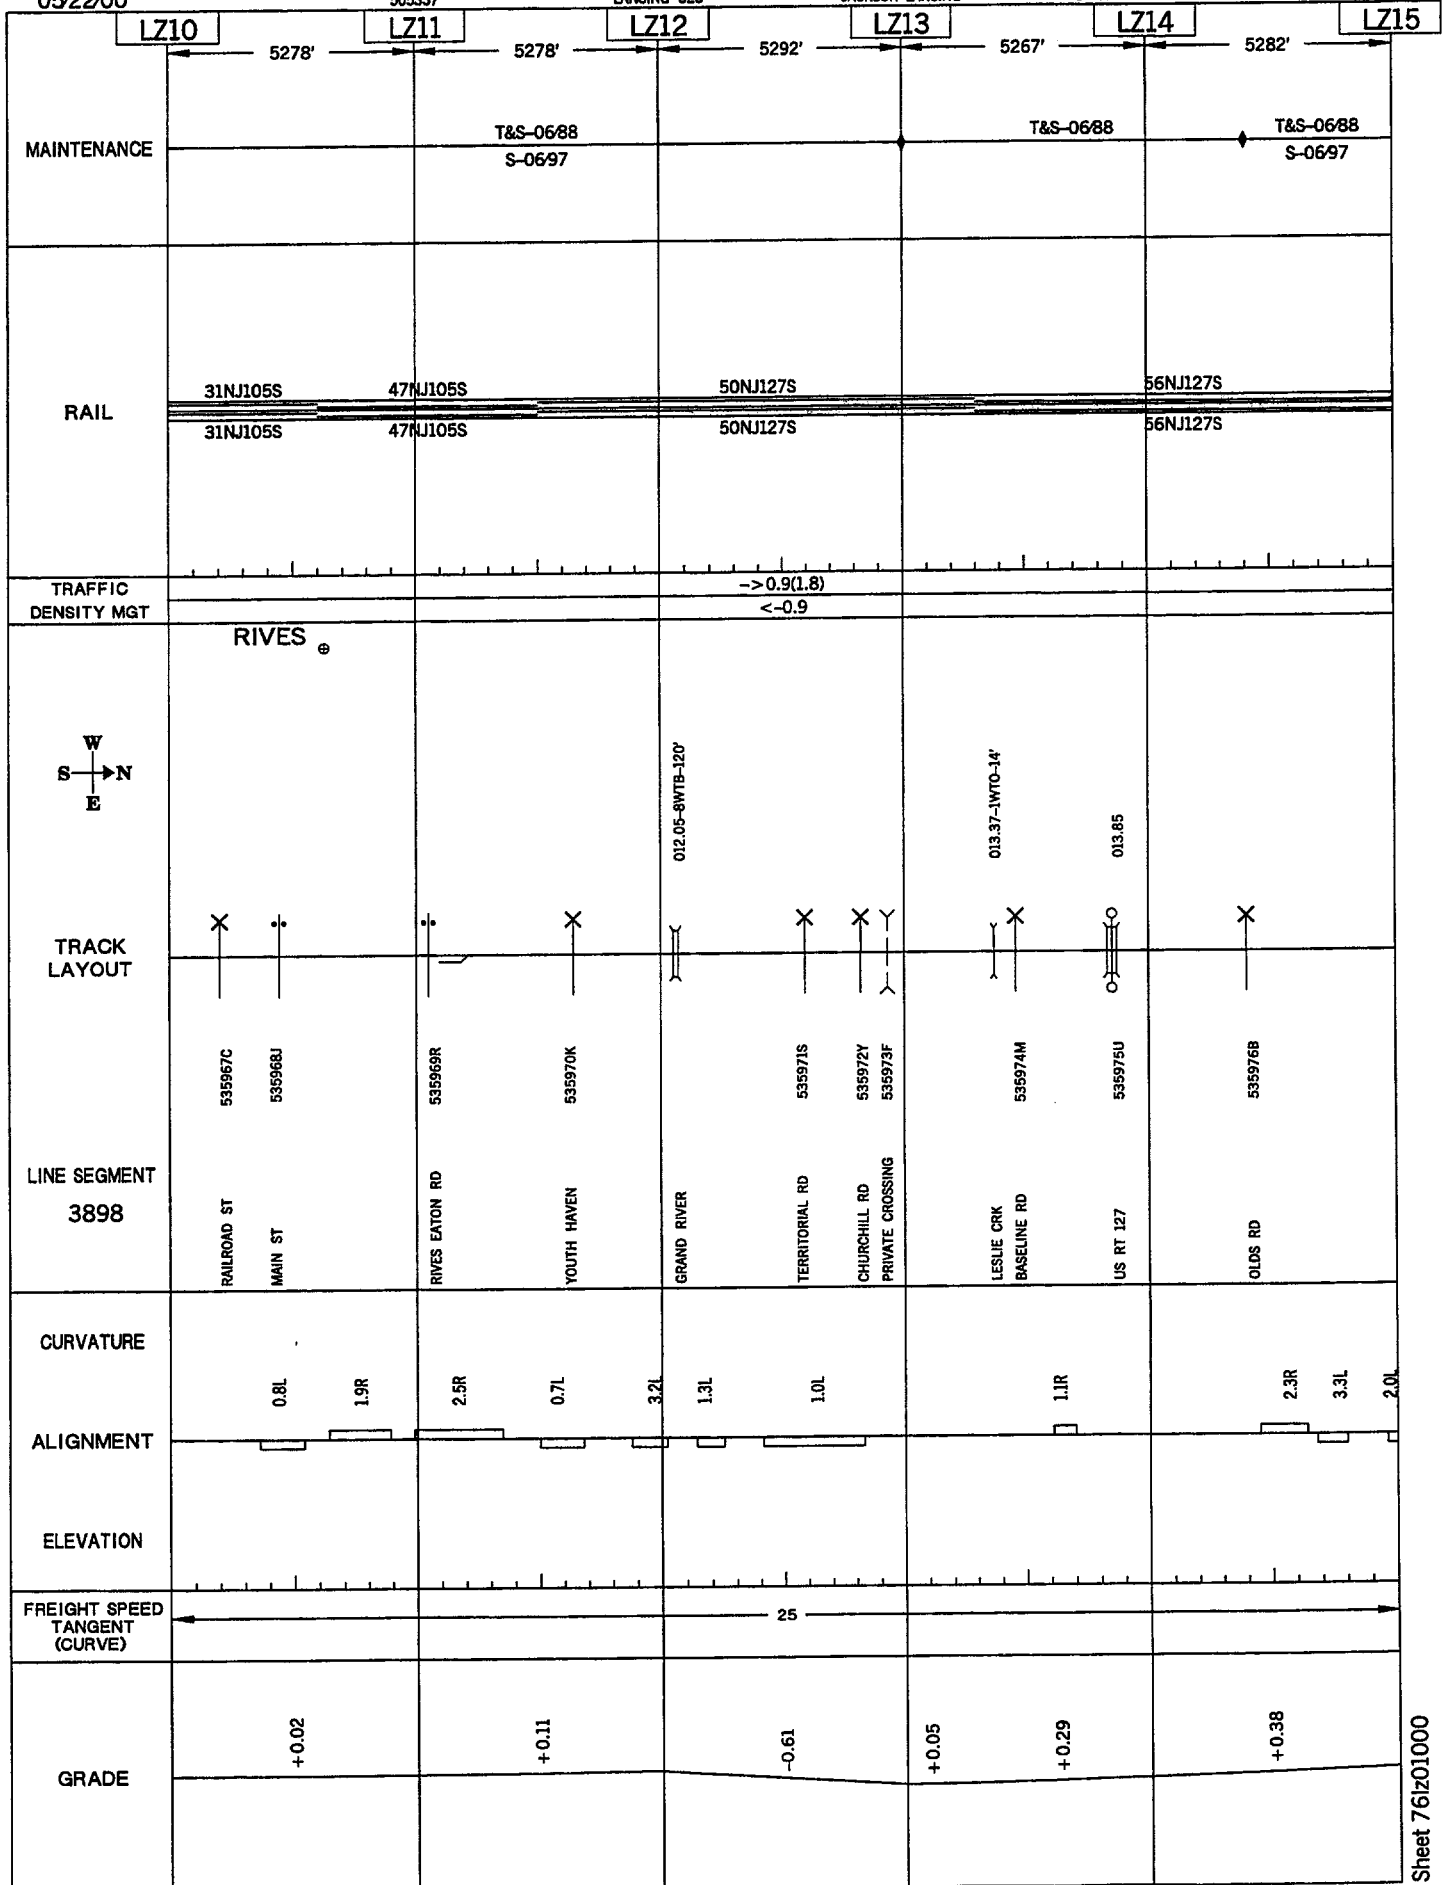 05/22/00
LZ10 LZ11 LZ12 LZ13 LZ14 LZ15
5278' 5278' 5292' 5267' 5282'
MAINTENANCE
T&S-06/88 T&S-06/88 T&S-06/88
S-06/97 S-06/97
RAIL
31NJ105S 47NJ105S 50NJ127S 56NJ127S
31NJ105S 47NJ105S 50NJ127S 56NJ127S
TRAFFIC
DENSITY MGT
->0.9(1.8)
<-0.9
RIVES
W
S N
E
012.05-8WTB-120'
013.37-1WTO-14'
013.85
TRACK
LAYOUT
535967C
535968J
535969R
535970K
535971S
535972Y
535973F
535974M
535975U
535976B
LINE SEGMENT
3898
RAILROAD ST
MAIN ST
RIVES EATON RD
YOUTH HAVEN
GRAND RIVER
TERRITORIAL RD
CHURCHILL RD
PRIVATE CROSSING
LESLIE CRK
BASELINE RD
US RT 127
OLDS RD
CURVATURE
0.8L 1.9R 2.5R 0.7L 3.2L 1.3L 1.0L 1.1R 2.3R 3.3L 2.0L
ALIGNMENT
ELEVATION
FREIGHT SPEED
TANGENT
(CURVE)
25
GRADE
+0.02 +0.11 -0.61 +0.05 +0.29 +0.38
Sheet 76lz01000